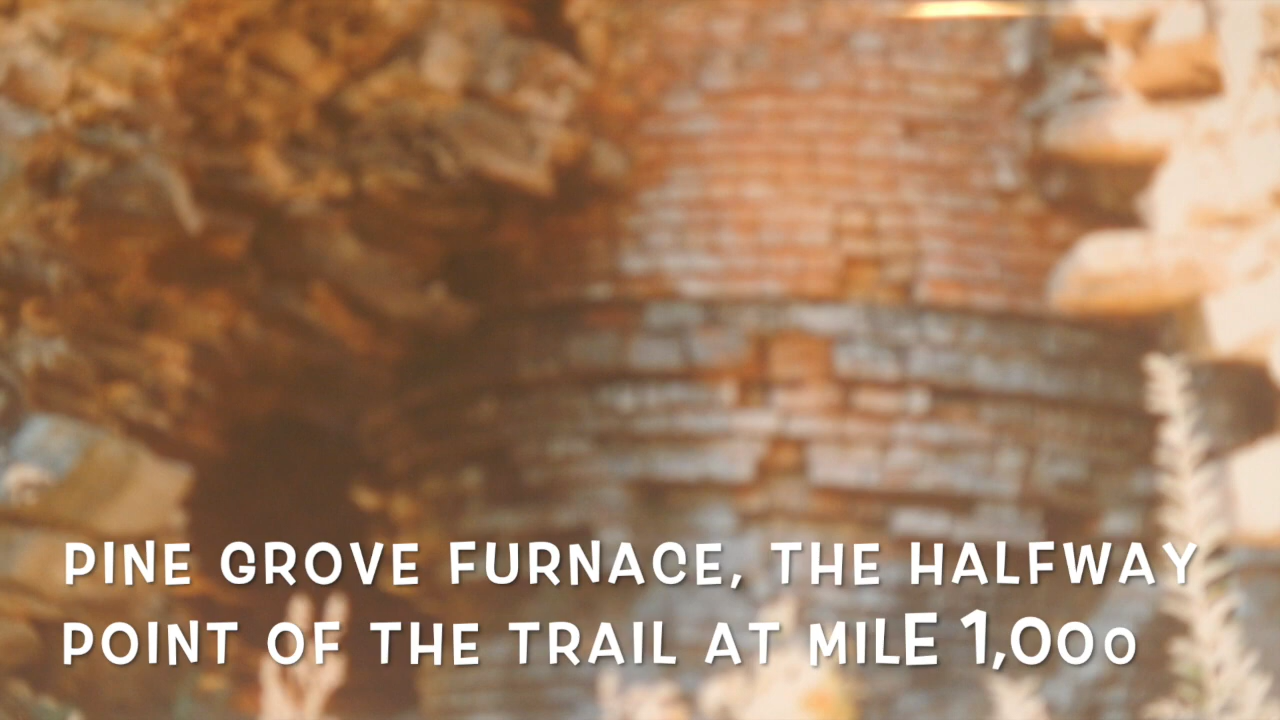 PINE GROVE FURNACE, THE HALFWAY
POINT OF THE TRAIL AT MILE 1,000